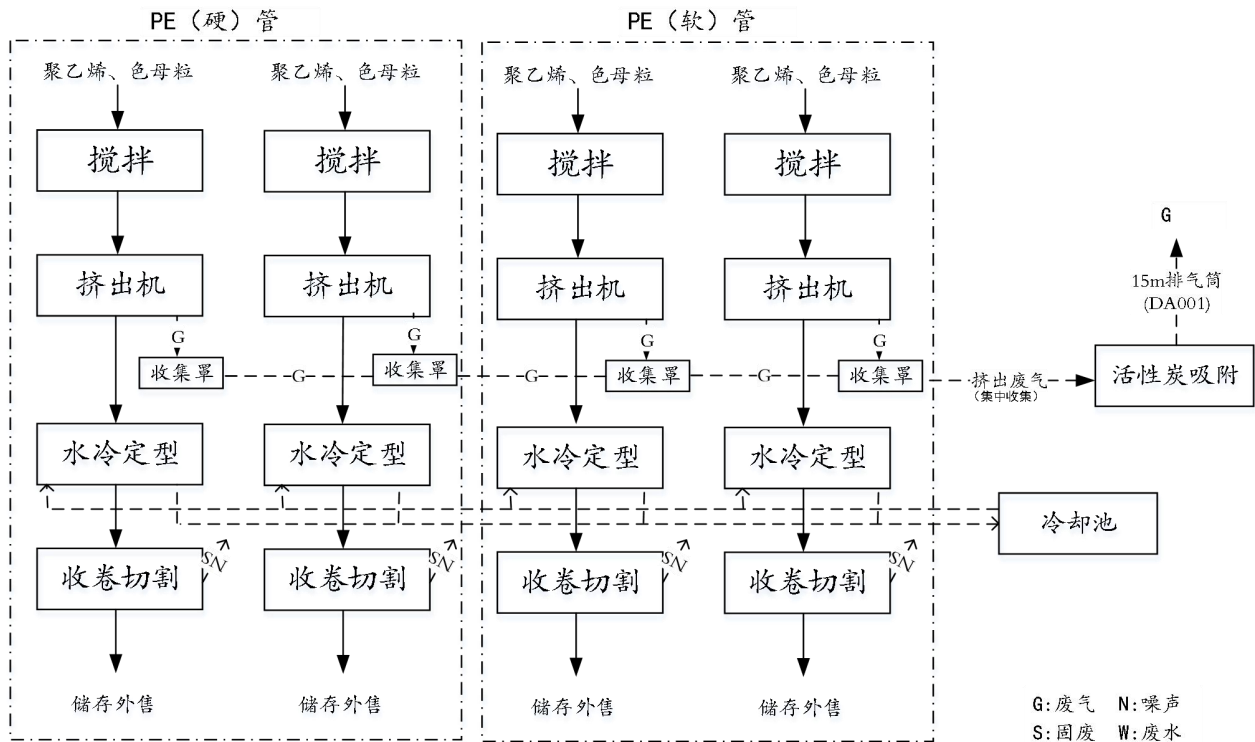 PE（硬）管
PE（软）管
聚乙烯、色母粒
聚乙烯、色母粒
聚乙烯、色母粒
聚乙烯、色母粒
搅拌
搅拌
搅拌
搅拌
G
挤出机
挤出机
挤出机
挤出机
15m排气筒
(DA001)
G
G
G
G
收集罩
G
收集罩
G
收集罩
G
收集罩
挤出废气
（集中收集）
活性炭吸附
水冷定型
水冷定型
水冷定型
水冷定型
冷却池
收卷切割
SN
收卷切割
SN
收卷切割
SN
收卷切割
SN
储存外售
储存外售
储存外售
储存外售
G:废气 N:噪声
S:固废 W:废水